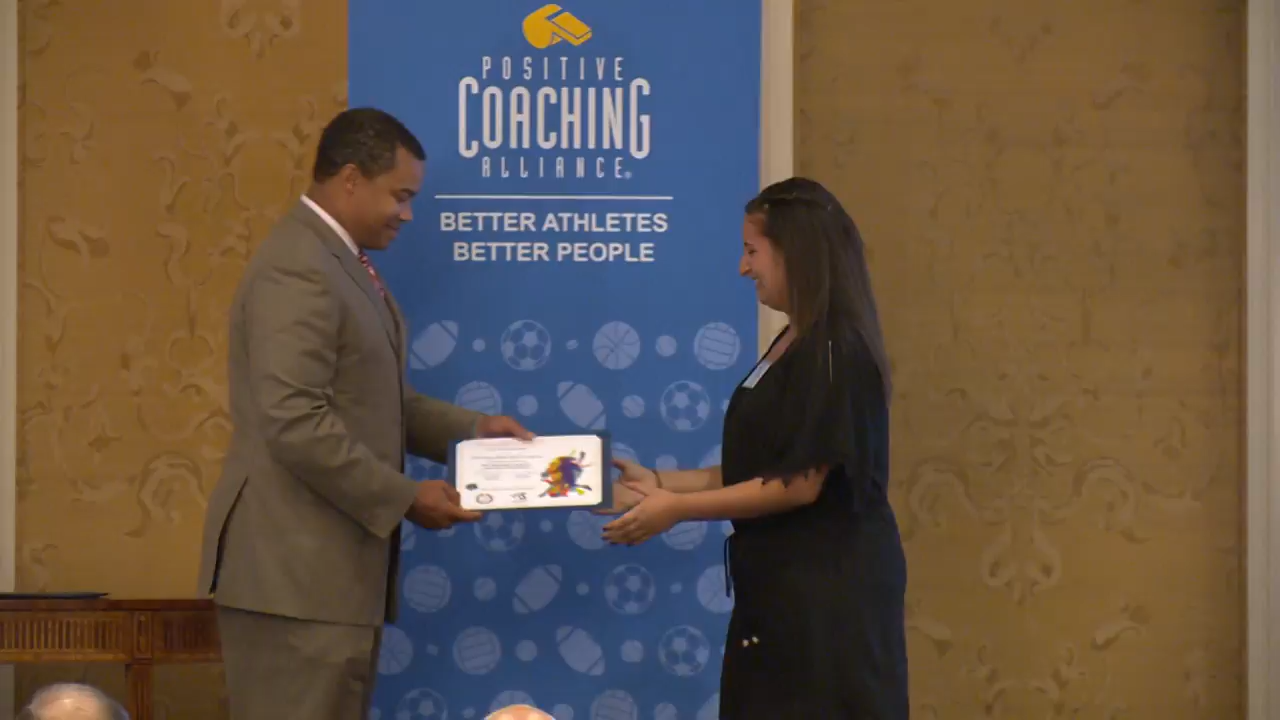 POSITIVE
COACHING
ALLIANCE®
BETTER ATHLETES
BETTER PEOPLE